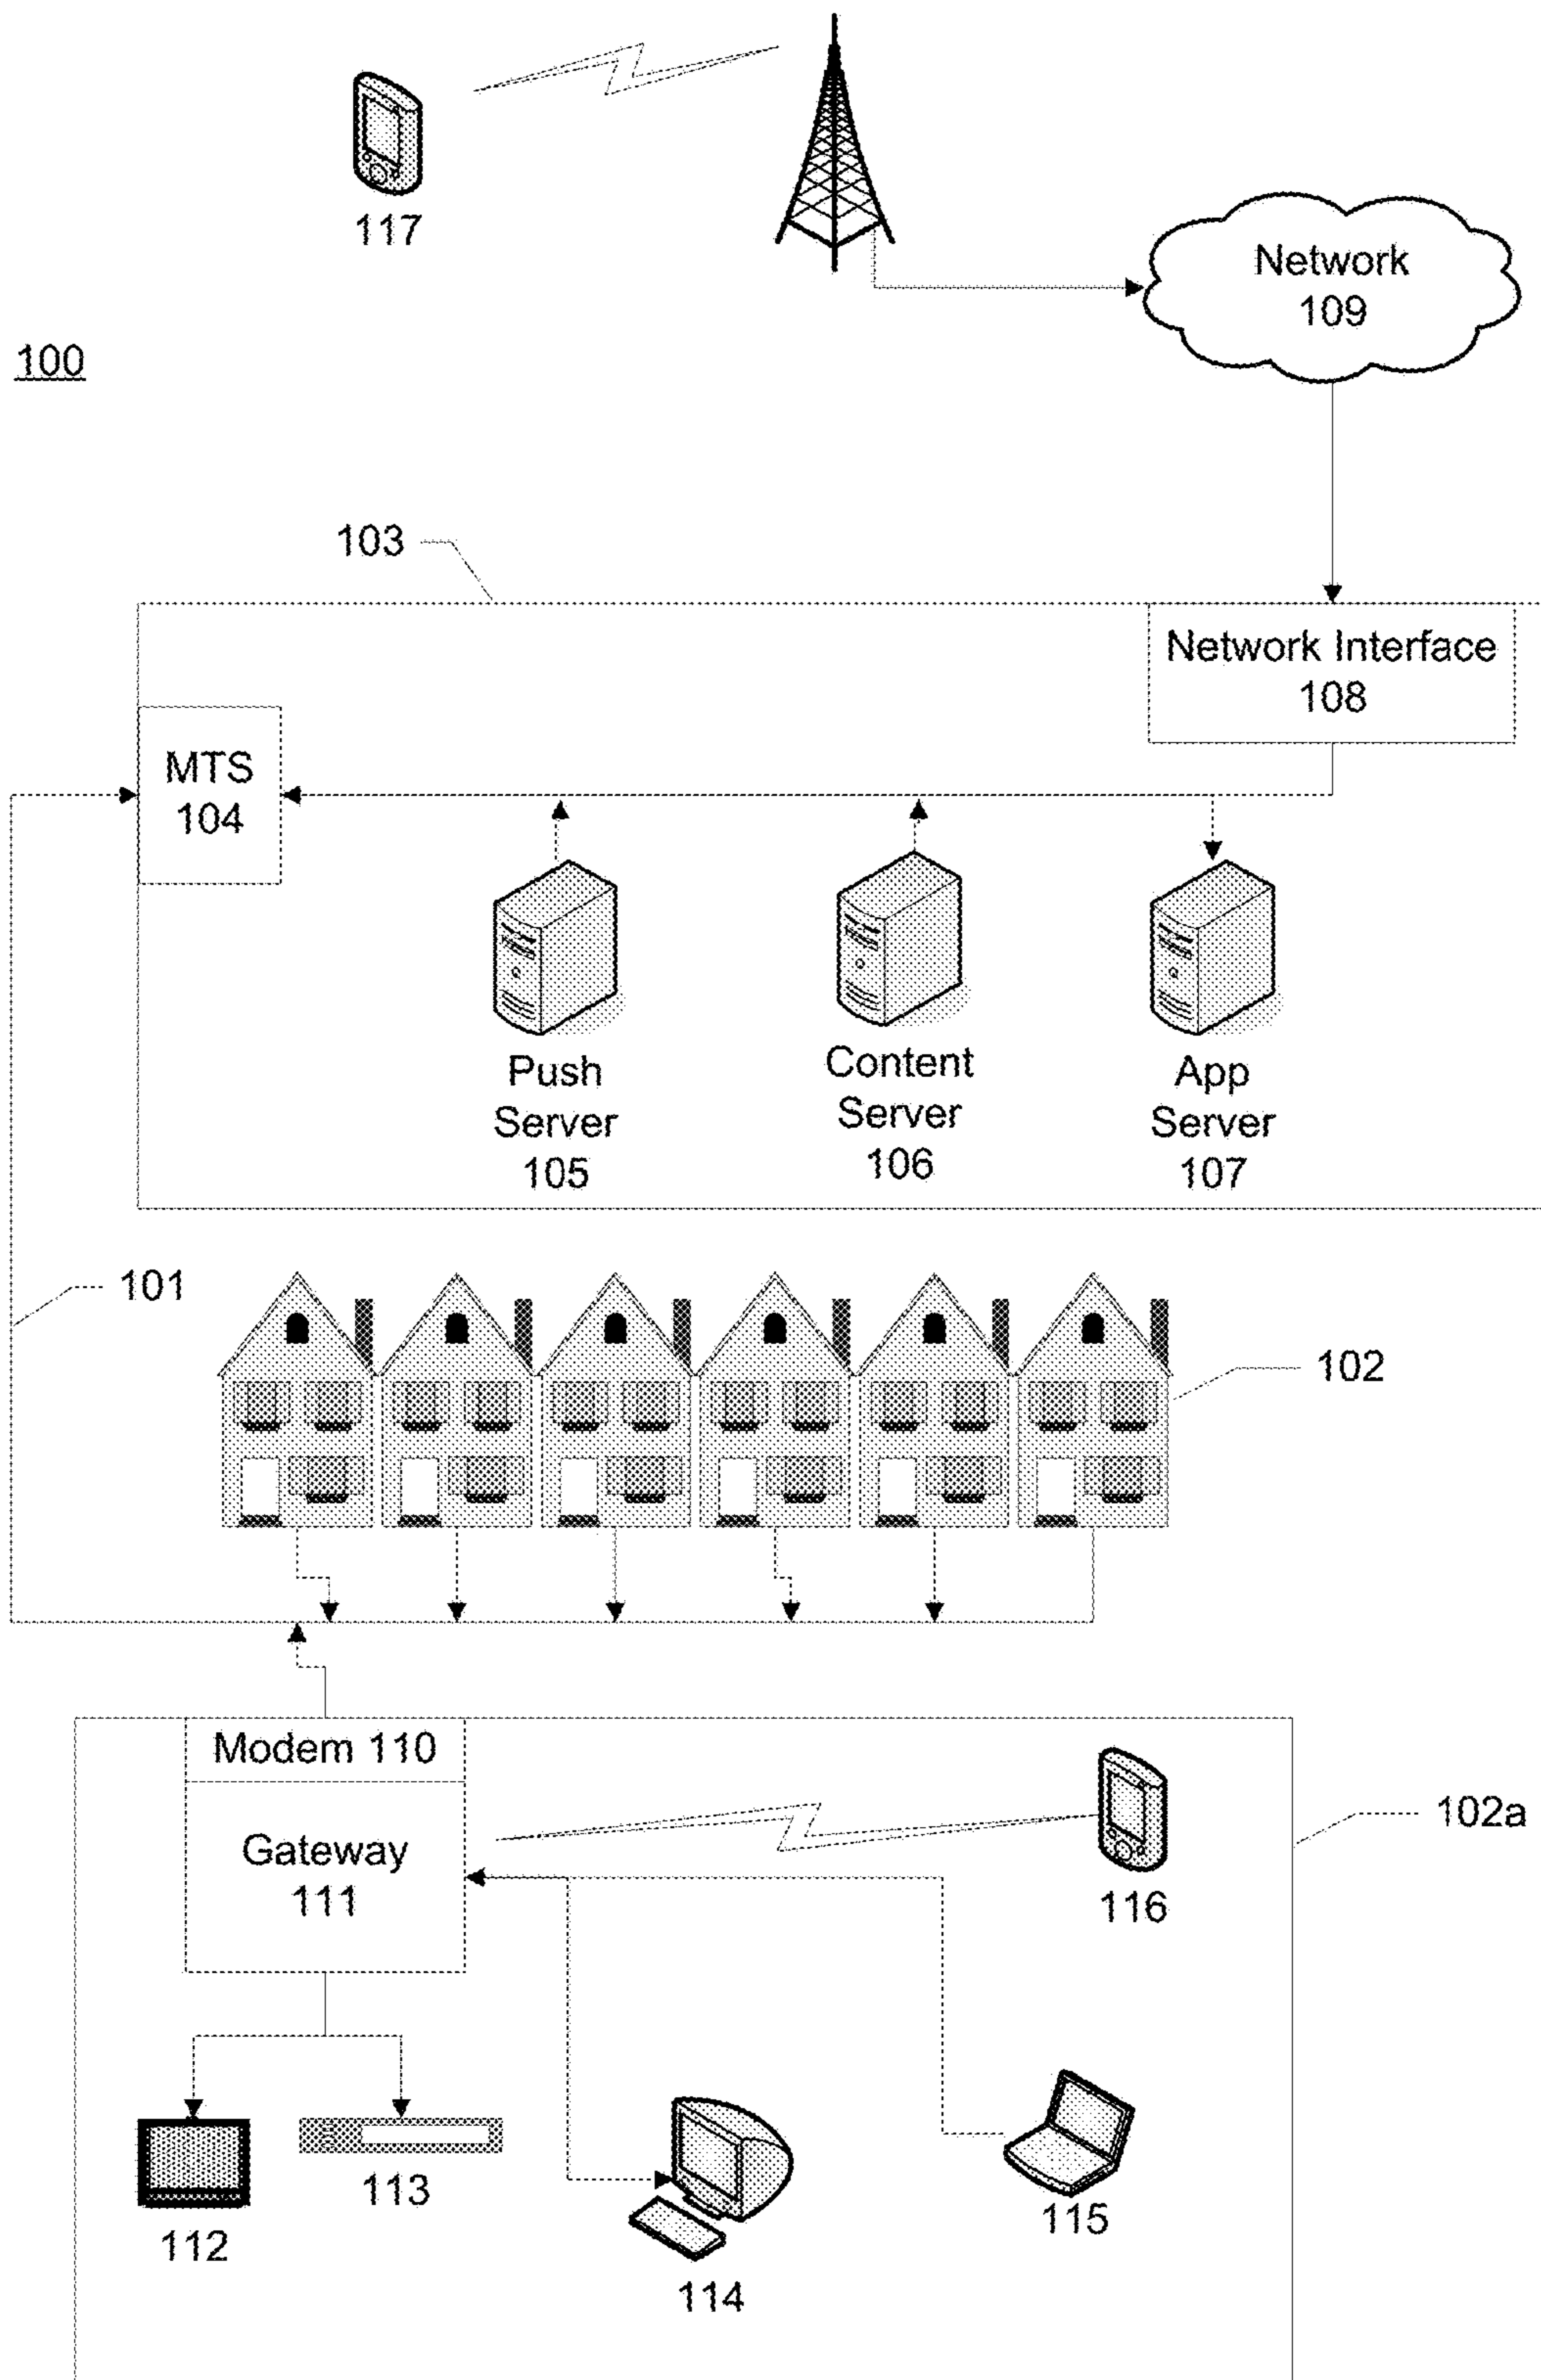 117
Network
109
100
103
Network Interface
108
MTS
104
Push
Server
105
Content
Server
106
App
Server
107
101
102
Modem 110
Gateway
111
102a
116
113
112
115
114